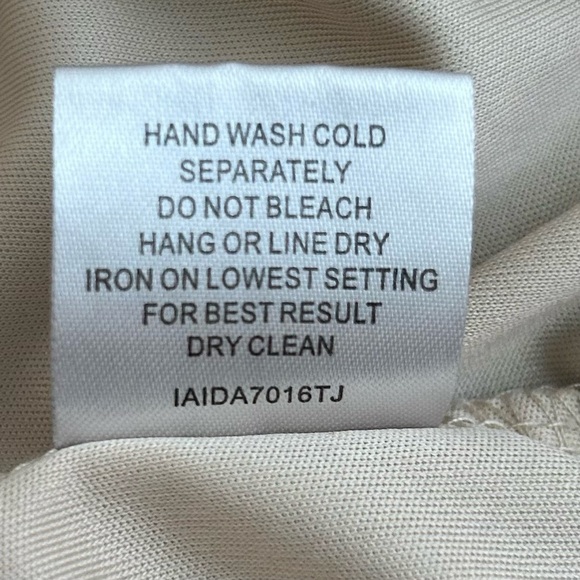 HAND WASH COLD
SEPARATELY
DO NOT BLEACH
HANG OR LINE DRY
IRON ON LOWEST SETTING
FOR BEST RESULT
DRY CLEAN
IAIDA7016TJ